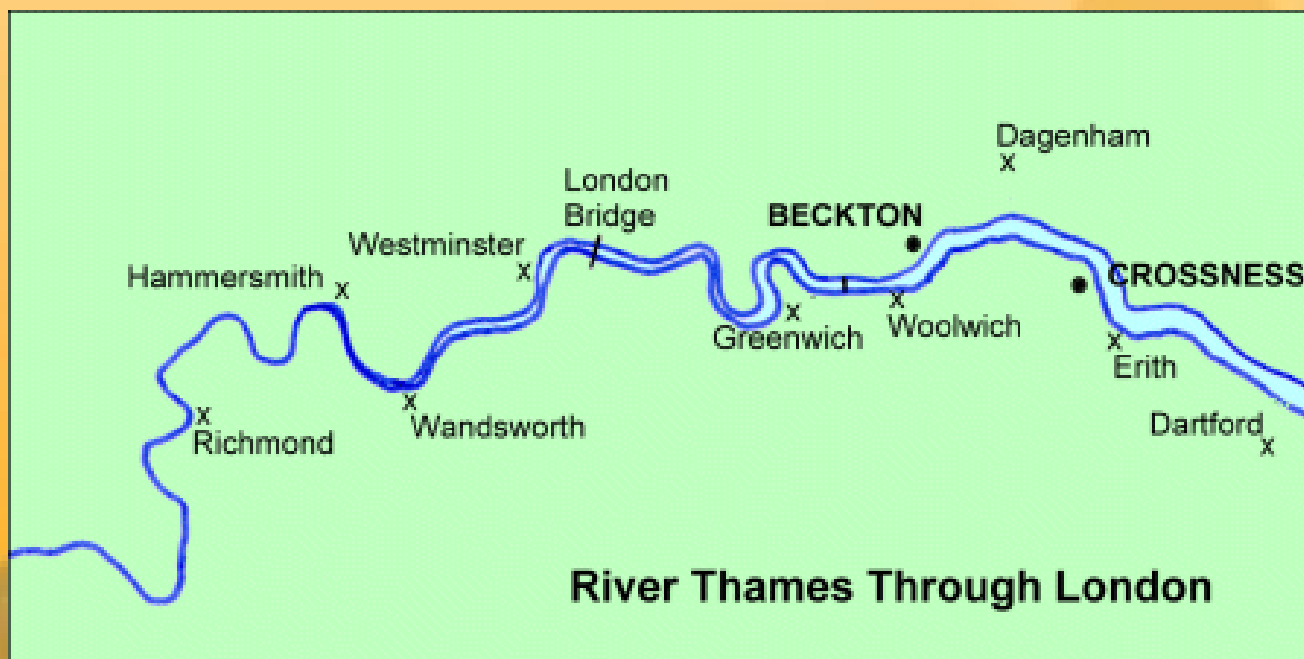 Dagenham
x
London
Bridge
BECKTON
Westminster
x
Hammersmith
x
CROSSNESS
x
Woolwich
x
Greenwich
x
Erith
x
Wandsworth
x
Richmond
Dartford
x
River Thames Through London